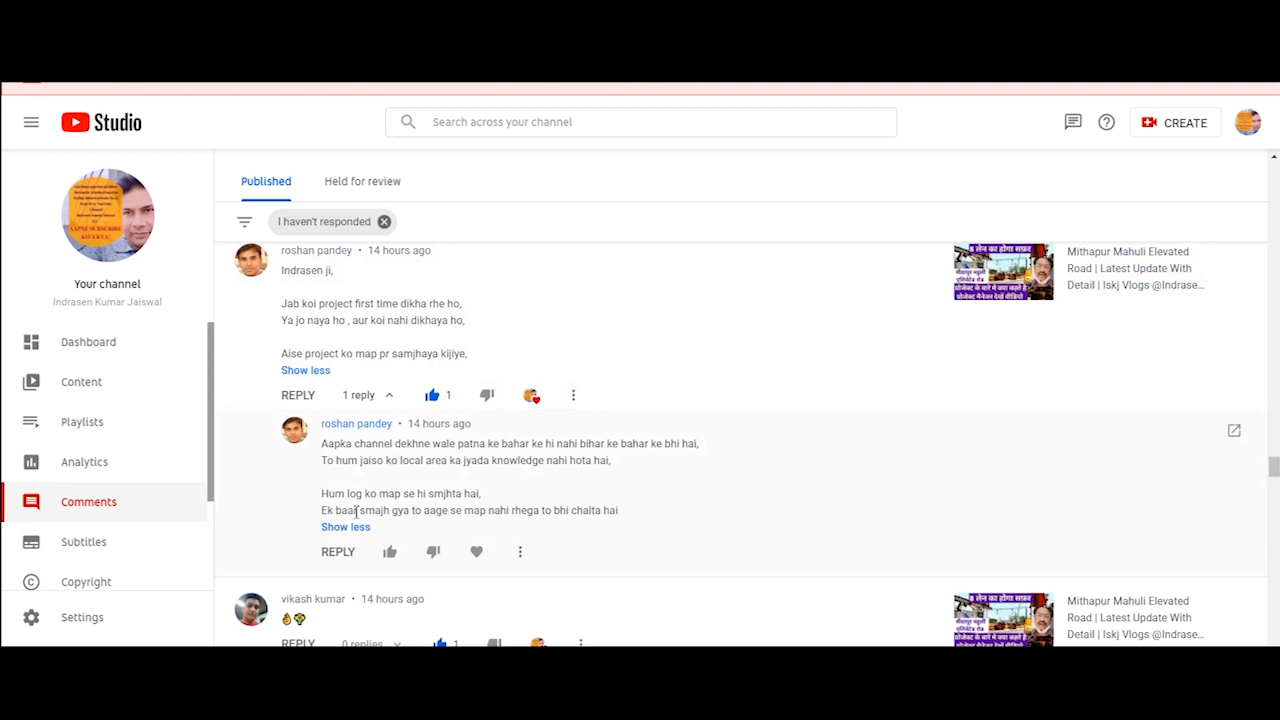 Studio
Search across your channel
CREATE
Published
Held for review
I haven't responded
Your channel
Indrasen Kumar Jaiswal
Dashboard
Content
Playlists
Analytics
Comments
Subtitles
Copyright
Settings
roshan pandey • 14 hours ago
Indrasen ji,
Jab koi project first time dikha rhe ho,
Ya jo naya ho , aur koi nahi dikhaya ho,
Aise project ko map pr samjhaya kijiye,
Show less
REPLY 1 reply 1
Mithapur Mahuli Elevated
Road | Latest Update With
Detail | Iskj Vlogs @Indrase...
roshan pandey • 14 hours ago
Aapka channel dekhne wale patna ke bahar ke hi nahi bihar ke bahar ke bhi hai,
To hum jaiso ko local area ka jyada knowledge nahi hota hai,
Hum log ko map se hi smjhta hai,
Ek baar smajh gya to aage se map nahi rhega to bhi chalta hai
Show less
REPLY
vikash kumar • 14 hours ago
👌💐
REPLY 0 replies 1
Mithapur Mahuli Elevated
Road | Latest Update With
Detail | Iskj Vlogs @Indrase...